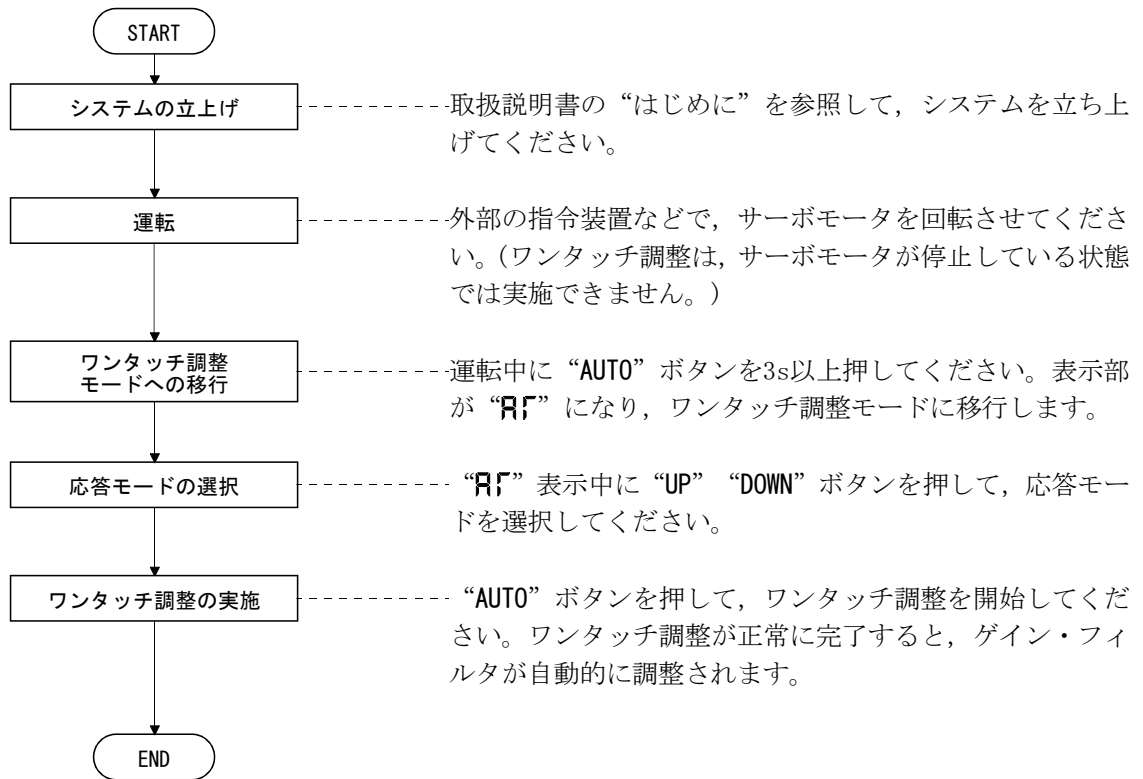 START
システムの立上げ
取扱説明書の“はじめに”を参照して，システムを立ち上
げてください。
運転
外部の指令装置などで，サーボモータを回転させてくださ
い。（ワンタッチ調整は，サーボモータが停止している状態
では実施できません。）
ワンタッチ調整
モードへの移行
運転中に“AUTO”ボタンを3s以上押してください。表示部
が“AΓ”になり，ワンタッチ調整モードに移行します。
応答モードの選択
“AΓ”表示中に“UP”“DOWN”ボタンを押して，応答モー
ドを選択してください。
ワンタッチ調整の実施
“AUTO”ボタンを押して，ワンタッチ調整を開始してくだ
さい。ワンタッチ調整が正常に完了すると，ゲイン・フィ
ルタが自動的に調整されます。
END